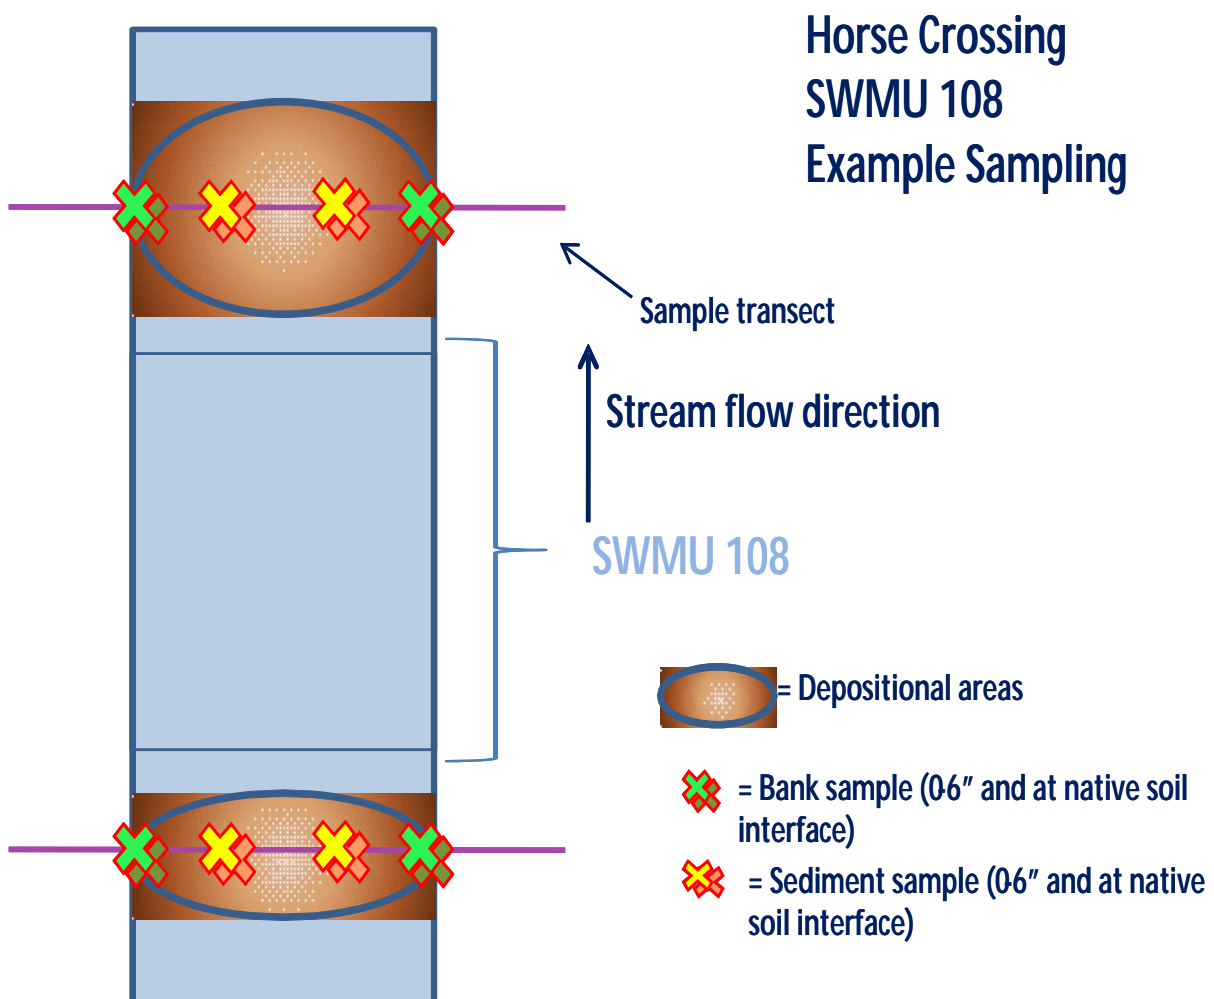 Horse Crossing
SWMU 108
Example Sampling
Sample transect
Stream flow direction
SWMU 108
= Depositional areas
= Bank sample (0-6” and at native soil
interface)
= Sediment sample (0-6” and at native
soil interface)